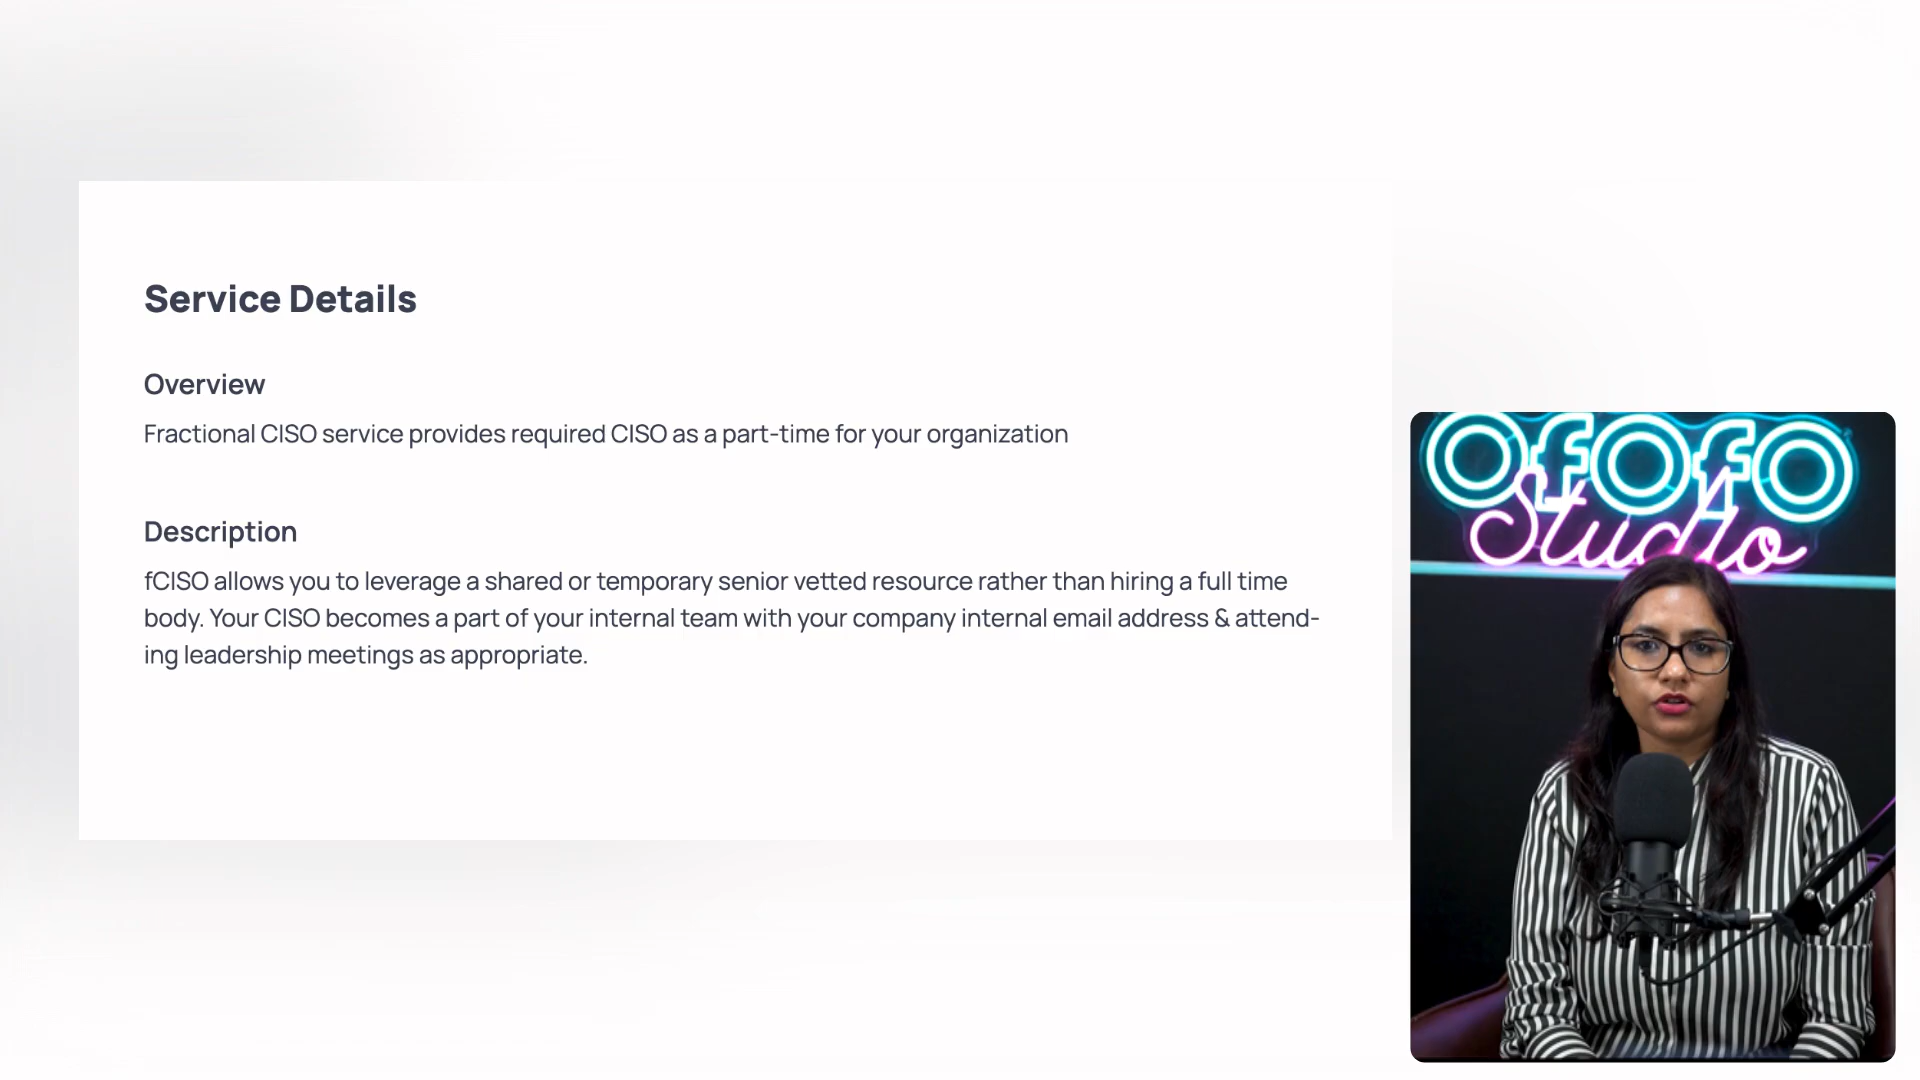 Service Details
Overview
Fractional CISO service provides required CISO as a part-time for your organization
Description
fCISO allows you to leverage a shared or temporary senior vetted resource rather than hiring a full time
body. Your CISO becomes a part of your internal team with your company internal email address & attend-
ing leadership meetings as appropriate.
OfOfO
Studio